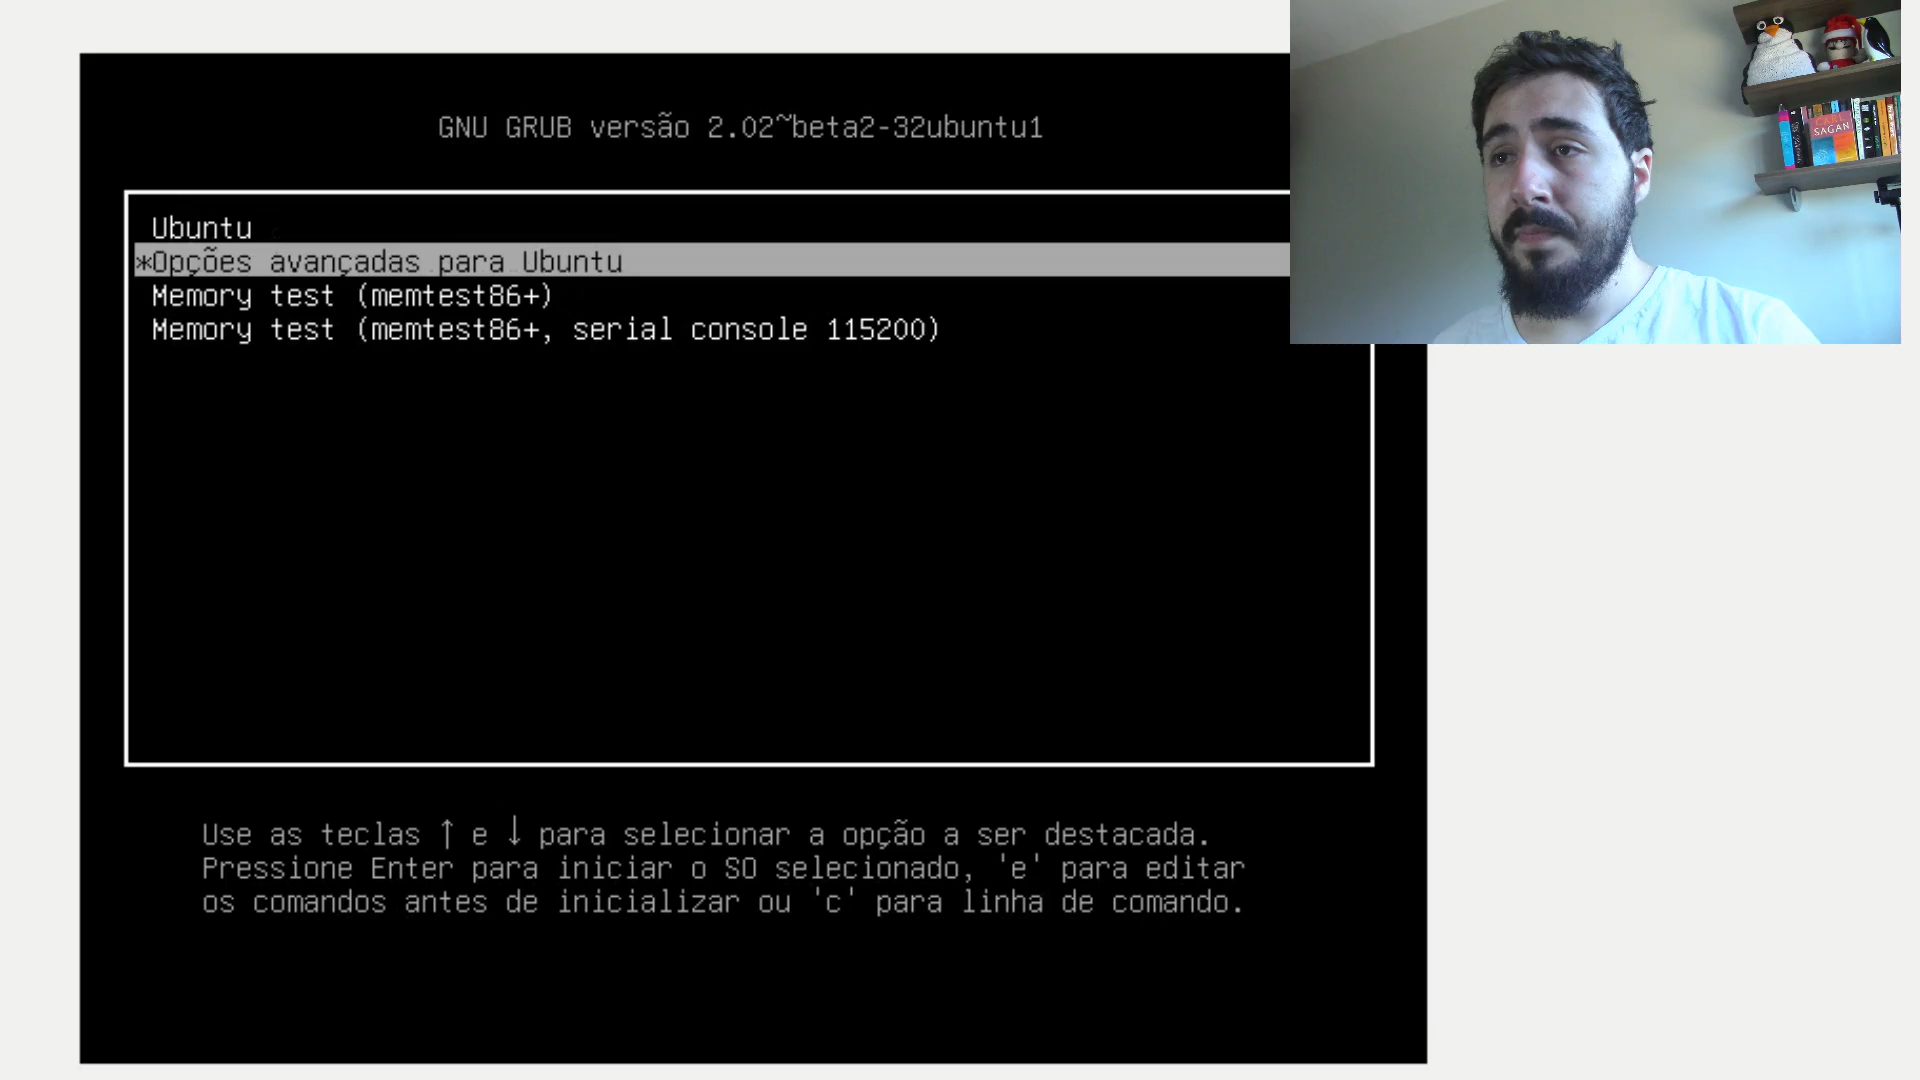 GNU GRUB versão 2.02~beta2-32ubuntu1
Ubuntu
*Opções avançadas para Ubuntu
Memory test (memtest86+)
Memory test (memtest86+, serial console 115200)
Use as teclas ↑ e ↓ para selecionar a opção a ser destacada.
Pressione Enter para iniciar o SO selecionado, 'e' para editar
os comandos antes de inicializar ou 'c' para linha de comando.
CARL
SAGAN